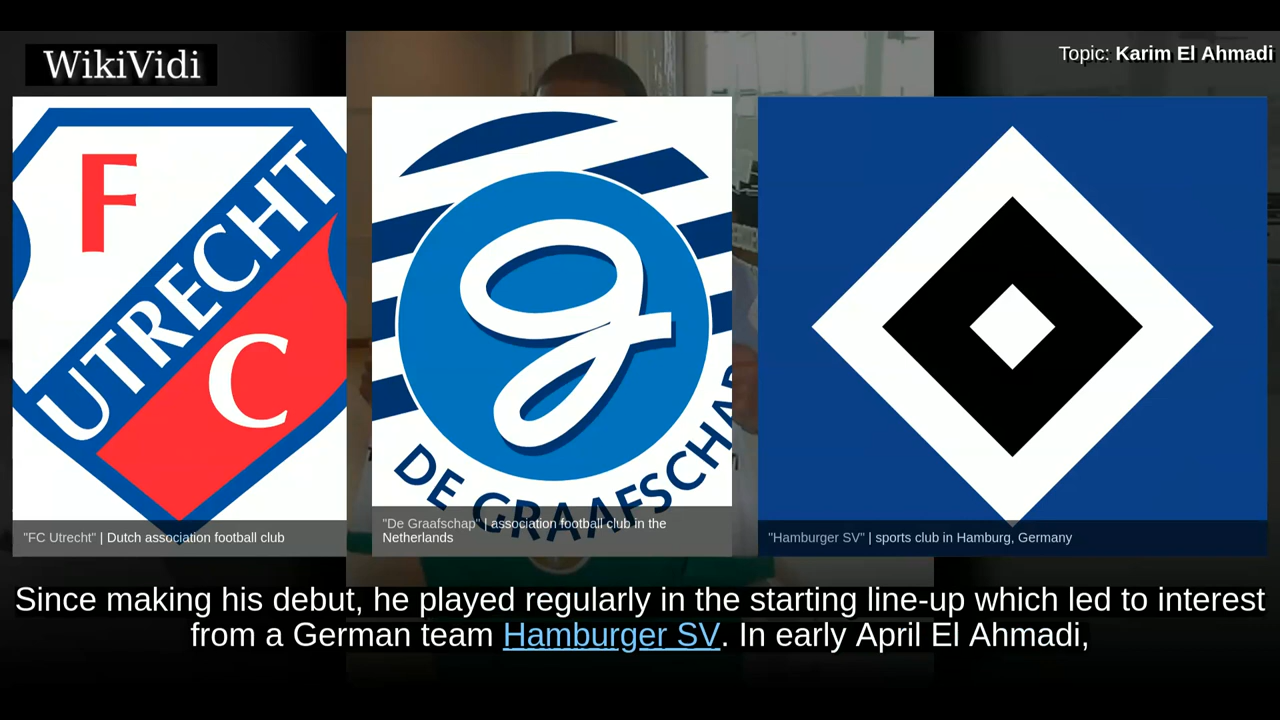 WikiVidi
Topic: Karim El Ahmadi
F
UTRECHT
C
DE GRAAFSCHAP
"FC Utrecht" | Dutch association football club
"De Graafschap" | association football club in the
Netherlands
"Hamburger SV" | sports club in Hamburg, Germany
Since making his debut, he played regularly in the starting line-up which led to interest
from a German team Hamburger SV. In early April El Ahmadi,